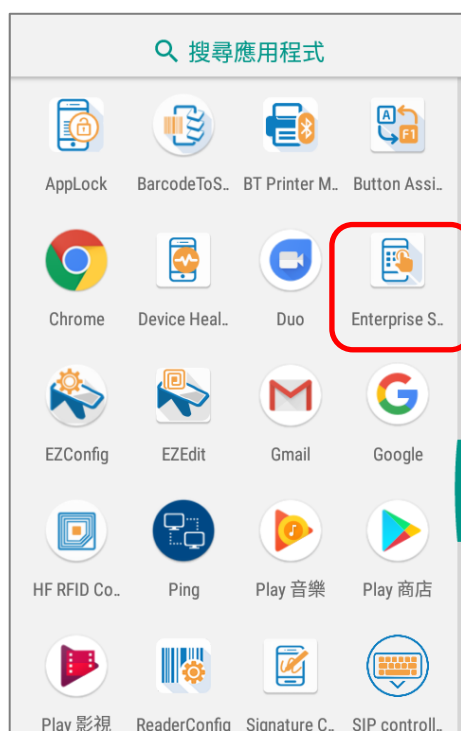 搜尋應用程式
AppLock BarcodeToS.. BT Printer M.. Button Assi..
Chrome Device Heal.. Duo Enterprise S..
EZConfig EZEdit Gmail Google
HF RFID Co.. Ping Play 音樂 Play 商店
Play 影視 ReaderConfig Signature C.. SIP controll..